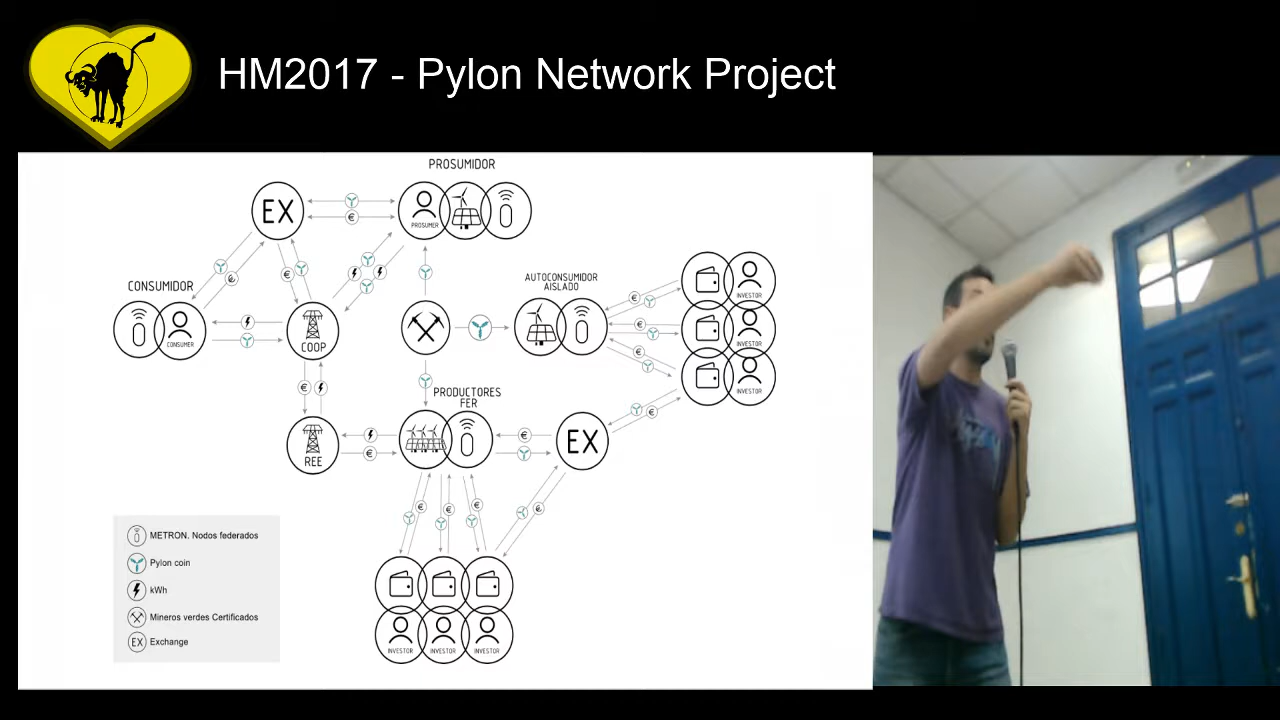 HM2017 - Pylon Network Project
PROSUMIDOR
EX
€
PROSUMER
CONSUMIDOR
€
€
AUTOCONSUMIDOR
AISLADO
INVESTOR
€
CONSUMER
COOP
€
INVESTOR
€
€
PRODUCTORES
FER
INVESTOR
€
REE
€
€
EX
€
€
€
€
METRON. Nodos federados
Pylon coin
kWh
Mineros verdes Certificados
EX Exchange
INVESTOR
INVESTOR
INVESTOR